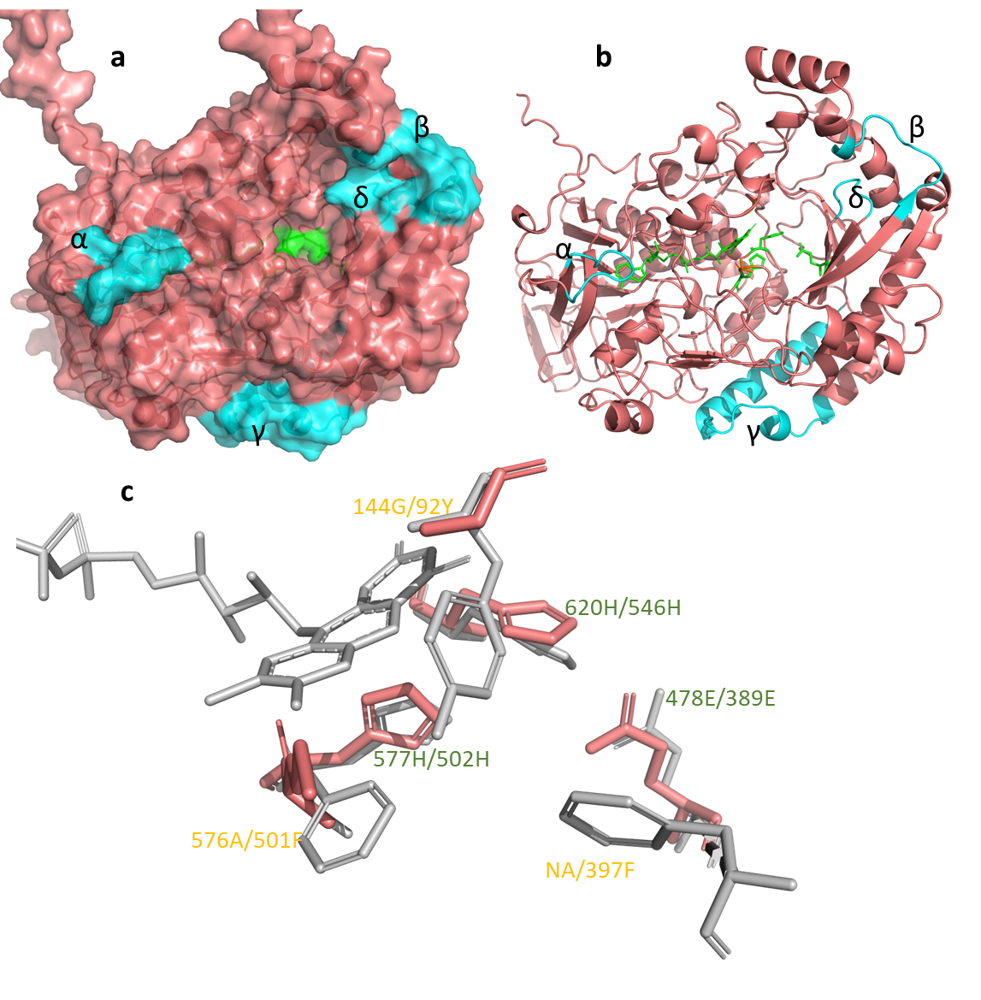 a
b
β
β
δ
δ
α
α
γ
γ
c
144G/92Y
620H/546H
478E/389E
577H/502H
576A/501F
NA/397F